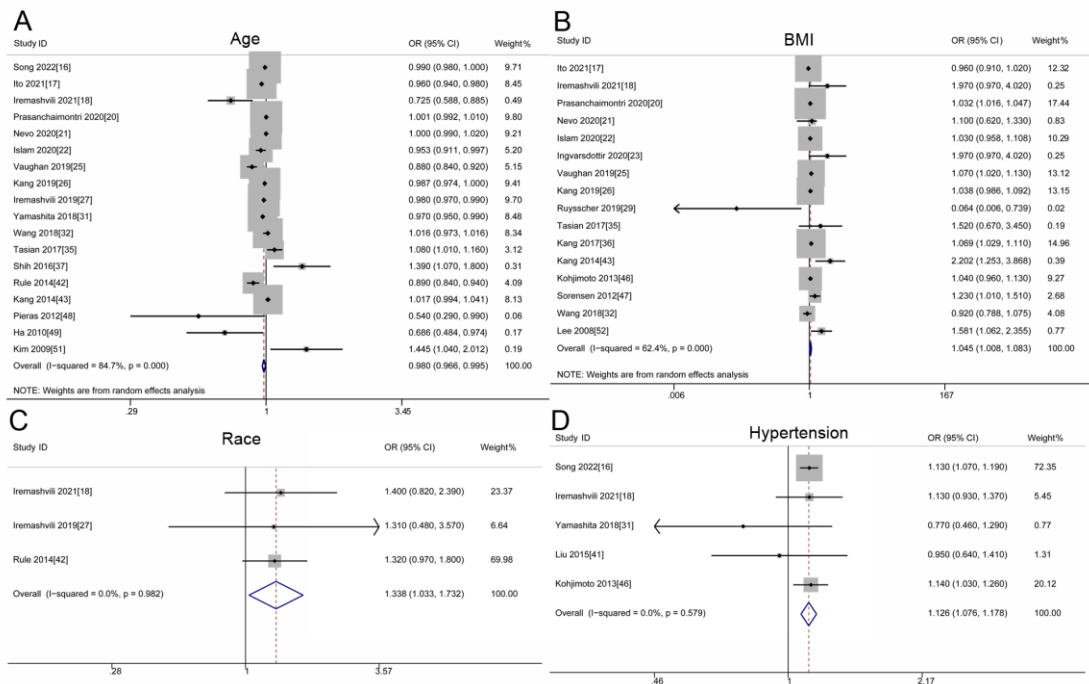 A
Age
Study ID OR (95% CI) Weight%
Song 2022[16] 0.990 (0.980, 1.000) 9.71
Ito 2021[17] 0.960 (0.940, 0.980) 8.45
Iremashvili 2021[18] 0.725 (0.588, 0.885) 0.49
Prasanchaimontri 2020[20] 1.001 (0.992, 1.010) 9.80
Nevo 2020[21] 1.000 (0.990, 1.020) 9.21
Islam 2020[22] 0.953 (0.911, 0.997) 5.20
Vaughan 2019[25] 0.880 (0.840, 0.920) 5.15
Kang 2019[26] 0.987 (0.974, 1.000) 9.41
Iremashvili 2019[27] 0.980 (0.970, 0.990) 9.70
Yamashita 2018[31] 0.970 (0.950, 0.990) 8.48
Wang 2018[32] 1.016 (0.973, 1.016) 8.34
Tasian 2017[35] 1.080 (1.010, 1.160) 3.12
Shih 2016[37] 1.390 (1.070, 1.800) 0.31
Rule 2014[42] 0.890 (0.840, 0.940) 4.09
Kang 2014[43] 1.017 (0.994, 1.041) 8.13
Pieras 2012[48] 0.540 (0.290, 0.990) 0.06
Ha 2010[49] 0.686 (0.484, 0.974) 0.17
Kim 2009[51] 1.445 (1.040, 2.012) 0.19
Overall (I-squared = 84.7%, p = 0.000) 0.980 (0.966, 0.995) 100.00
NOTE: Weights are from random effects analysis
.29 1 3.45
B
BMI
Study ID OR (95% CI) Weight%
Ito 2021[17] 0.960 (0.910, 1.020) 12.32
Iremashvili 2021[18] 1.970 (0.970, 4.020) 0.25
Prasanchaimontri 2020[20] 1.032 (1.016, 1.047) 17.44
Nevo 2020[21] 1.100 (0.620, 1.330) 0.83
Islam 2020[22] 1.030 (0.958, 1.108) 10.29
Ingvarsdottir 2020[23] 1.970 (0.970, 4.020) 0.25
Vaughan 2019[25] 1.070 (1.020, 1.130) 13.12
Kang 2019[26] 1.038 (0.986, 1.092) 13.15
Ruysscher 2019[29] 0.064 (0.006, 0.739) 0.02
Tasian 2017[35] 1.520 (0.670, 3.450) 0.19
Kang 2017[36] 1.069 (1.029, 1.110) 14.96
Kang 2014[43] 2.202 (1.253, 3.868) 0.39
Kohjimoto 2013[46] 1.040 (0.960, 1.130) 9.27
Sorensen 2012[47] 1.230 (1.010, 1.510) 2.68
Wang 2018[32] 0.920 (0.788, 1.075) 4.08
Lee 2008[52] 1.581 (1.062, 2.355) 0.77
Overall (I-squared = 62.4%, p = 0.000) 1.045 (1.008, 1.083) 100.00
NOTE: Weights are from random effects analysis
.006 1 167
C
Race
Study ID OR (95% CI) Weight%
Iremashvili 2021[18] 1.400 (0.820, 2.390) 23.37
Iremashvili 2019[27] 1.310 (0.480, 3.570) 6.64
Rule 2014[42] 1.320 (0.970, 1.800) 69.98
Overall (I-squared = 0.0%, p = 0.982) 1.338 (1.033, 1.732) 100.00
.28 1 3.57
D
Hypertension
Study ID OR (95% CI) Weight%
Song 2022[16] 1.130 (1.070, 1.190) 72.35
Iremashvili 2021[18] 1.130 (0.930, 1.370) 5.45
Yamashita 2018[31] 0.770 (0.460, 1.290) 0.77
Liu 2015[41] 0.950 (0.640, 1.410) 1.31
Kohjimoto 2013[46] 1.140 (1.030, 1.260) 20.12
Overall (I-squared = 0.0%, p = 0.579) 1.126 (1.076, 1.178) 100.00
.46 1 2.17